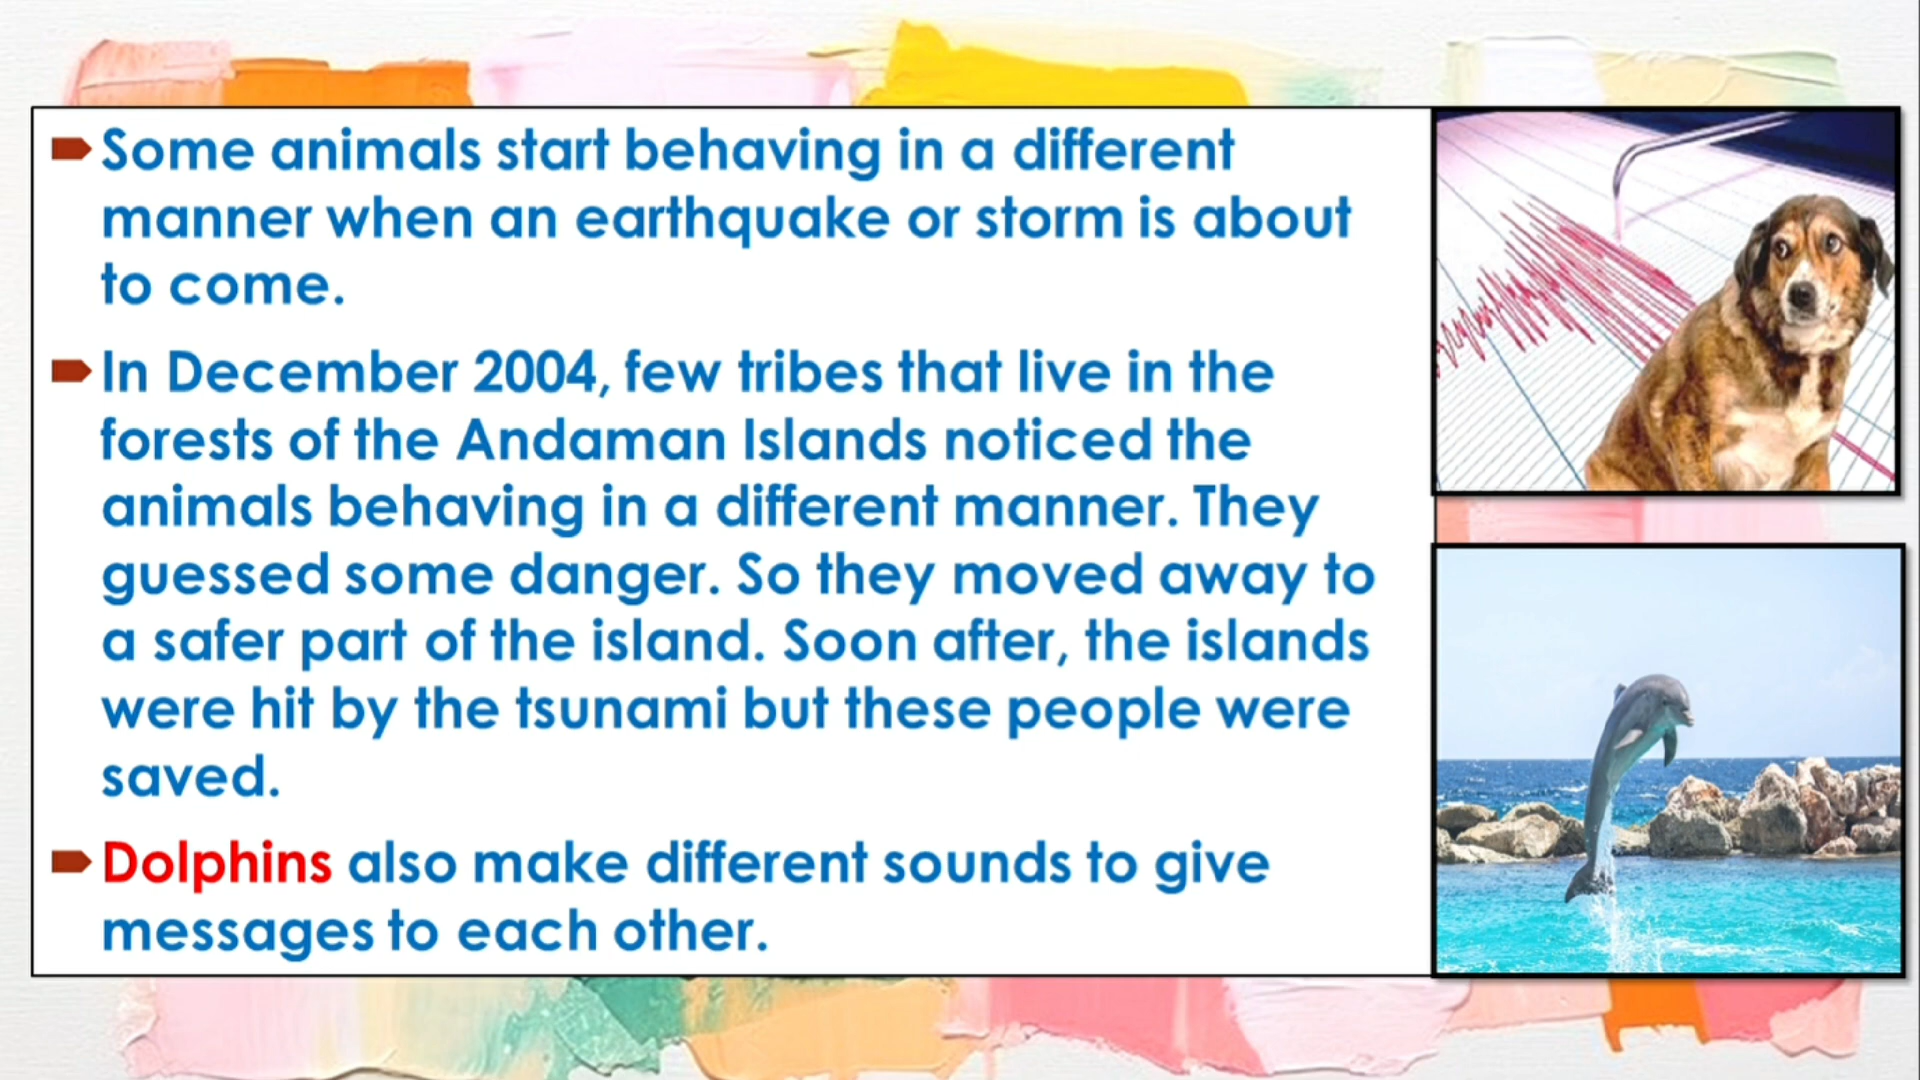 Some animals start behaving in a different
manner when an earthquake or storm is about
to come.
In December 2004, few tribes that live in the
forests of the Andaman Islands noticed the
animals behaving in a different manner. They
guessed some danger. So they moved away to
a safer part of the island. Soon after, the islands
were hit by the tsunami but these people were
saved.
Dolphins also make different sounds to give
messages to each other.